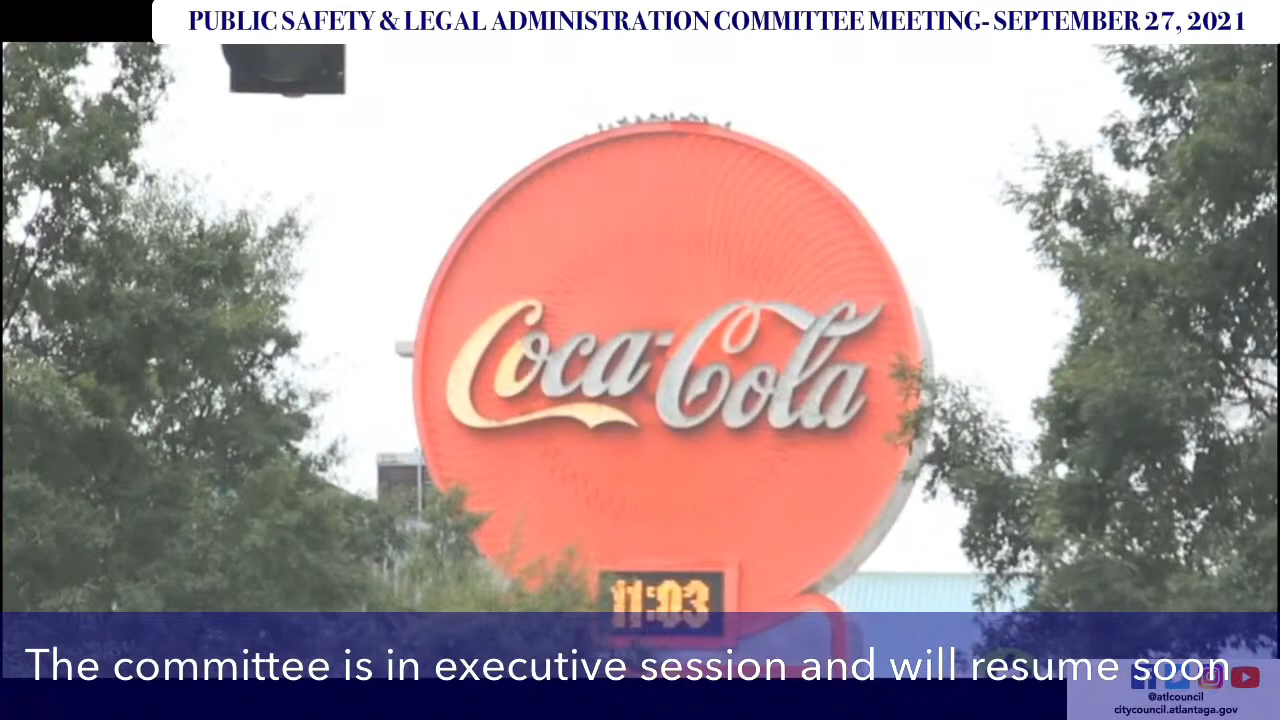 PUBLIC SAFETY & LEGAL ADMINISTRATION COMMITTEE MEETING- SEPTEMBER 27, 2021
Coca-Cola
11:03
The committee is in executive session and will resume soon
@atlcouncil
citycouncil.atlantaga.gov